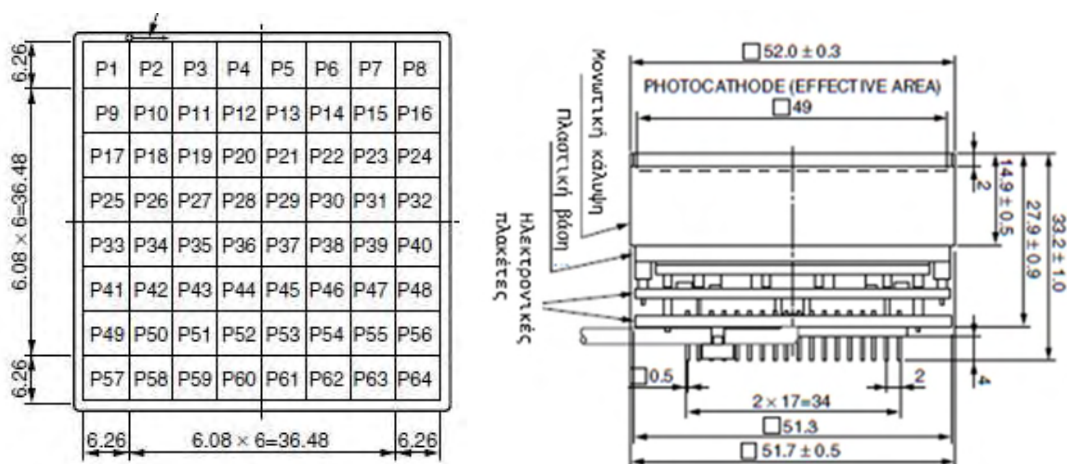 P1 P2 P3 P4 P5 P6 P7 P8
P9 P10 P11 P12 P13 P14 P15 P16
P17 P18 P19 P20 P21 P22 P23 P24
P25 P26 P27 P28 P29 P30 P31 P32
P33 P34 P35 P36 P37 P38 P39 P40
P41 P42 P43 P44 P45 P46 P47 P48
P49 P50 P51 P52 P53 P54 P55 P56
P57 P58 P59 P60 P61 P62 P63 P64
6.26
6.08 × 6=36.48
6.26
6.26
6.08 × 6=36.48
6.26
□ 52.0 ± 0.3
PHOTOCATHODE (EFFECTIVE AREA)
□ 49
Μονωτική κάλυψη
Πλαστική βάση
Ηλεκτρονικές
πλακέτες
2
14.9 ± 0.5
27.9 ± 0.9
33.2 ± 1.0
□ 0.5
2
4
2 × 17=34
□ 51.3
□ 51.7 ± 0.5